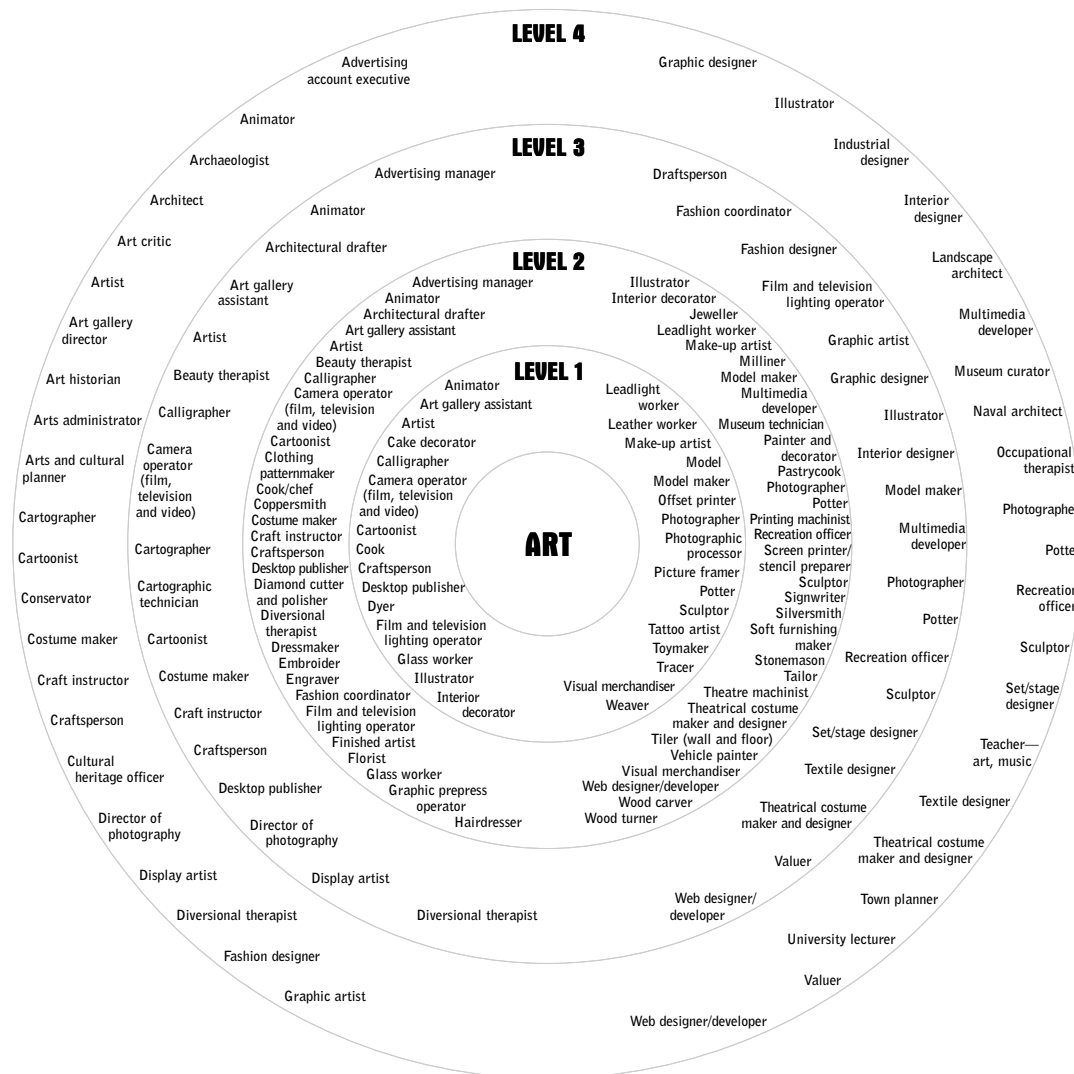 LEVEL 4
Advertising
account executive
Animator
Archaeologist
Architect
Art critic
Artist
Art gallery
director
Art historian
Arts administrator
Arts and cultural
planner
Cartographer
Cartoonist
Conservator
Costume maker
Craft instructor
Craftsperson
Cultural
heritage officer
Director of
photography
Display artist
Diversional therapist
Fashion designer
Graphic artist
Graphic designer
Illustrator
Industrial
designer
Interior
designer
Landscape
architect
Multimedia
developer
Museum curator
Naval architect
Occupational
therapist
Photographe
Potte
Recreation
officer
Sculptor
Set/stage
designer
Teacher—
art, music
Textile designer
Theatrical costume
maker and designer
Town planner
University lecturer
Valuer
Web designer/developer
LEVEL 3
Advertising manager
Animator
Architectural drafter
Art gallery
assistant
Artist
Beauty therapist
Calligrapher
Camera
operator
(film,
television
and video)
Cartographer
Cartographic
technician
Cartoonist
Costume maker
Craft instructor
Craftsperson
Desktop publisher
Director of
photography
Display artist
Diversional therapist
Draftsperson
Fashion coordinator
Fashion designer
Film and television
lighting operator
Graphic artist
Graphic designer
Illustrator
Interior designer
Model maker
Multimedia
developer
Photographer
Potter
Recreation officer
Sculptor
Set/stage designer
Textile designer
Theatrical costume
maker and designer
Valuer
Web designer/
developer
LEVEL 2
Advertising manager
Animator
Architectural drafter
Art gallery assistant
Artist
Beauty therapist
Calligrapher
Camera operator
(film, television
and video)
Cartoonist
Clothing
patternmaker
Cook/chef
Coppersmith
Costume maker
Craft instructor
Craftsperson
Desktop publisher
Diamond cutter
and polisher
Diversional
therapist
Dressmaker
Embroider
Engraver
Fashion coordinator
Film and television
lighting operator
Finished artist
Florist
Glass worker
Graphic prepress
operator
Hairdresser
Illustrator
Interior decorator
Jeweller
Leadlight worker
Make-up artist
Milliner
Model maker
Multimedia
developer
Museum technician
Painter and
decorator
Pastrycook
Photographer
Potter
Printing machinist
Recreation officer
Screen printer/
stencil preparer
Sculptor
Signwriter
Silversmith
Soft furnishing
maker
Stonemason
Tailor
Theatre machinist
Theatrical costume
maker and designer
Tiler (wall and floor)
Vehicle painter
Visual merchandiser
Web designer/developer
Wood carver
Wood turner
LEVEL 1
Animator
Art gallery assistant
Artist
Cake decorator
Calligrapher
Camera operator
(film, television
and video)
Cartoonist
Cook
Craftsperson
Desktop publisher
Dyer
Film and television
lighting operator
Glass worker
Illustrator
Interior
decorator
Leadlight
worker
Leather worker
Make-up artist
Model
Model maker
Offset printer
Photographer
Photographic
processor
Picture framer
Potter
Sculptor
Tattoo artist
Toymaker
Tracer
Visual merchandiser
Weaver
ART